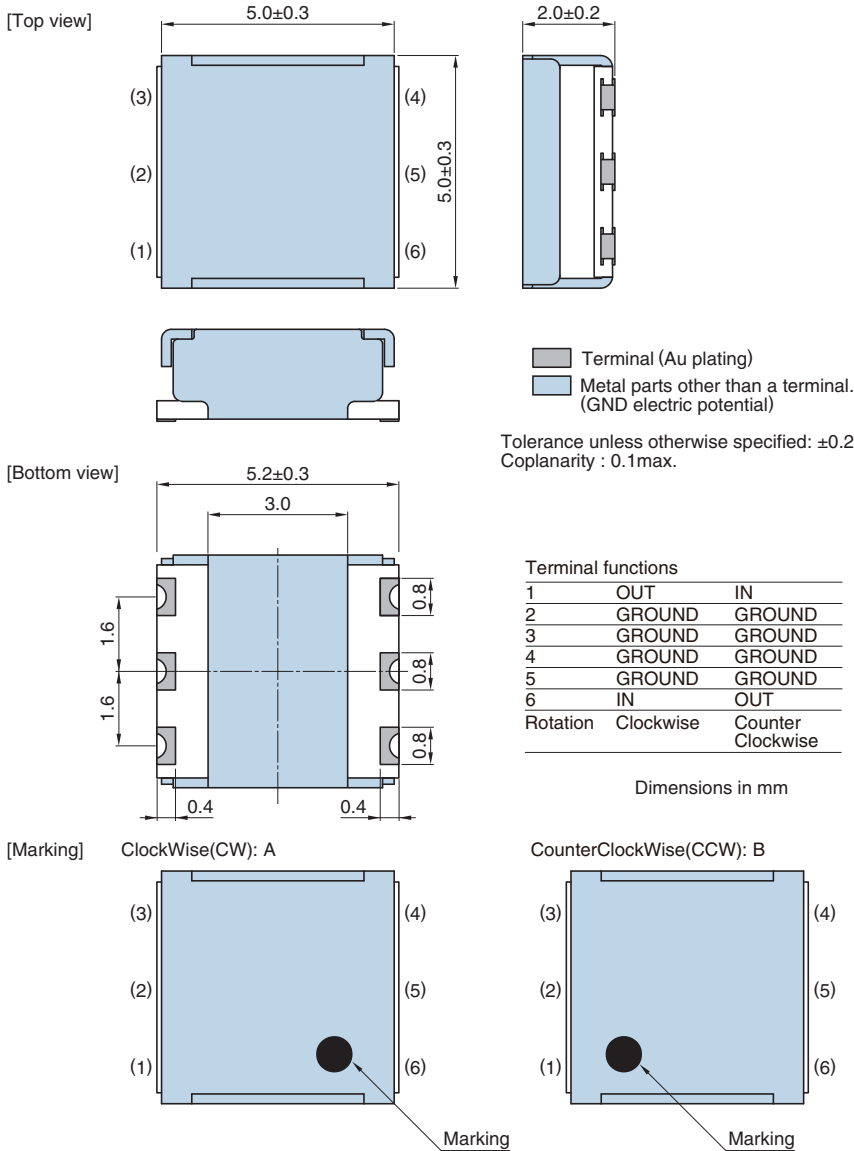 [Top view]
5.0±0.3
2.0±0.2
(3)
(4)
(2)
(5)
5.0±0.3
(1)
(6)
Terminal (Au plating)
Metal parts other than a terminal.
(GND electric potential)
Tolerance unless otherwise specified: ±0.2
Coplanarity : 0.1max.
[Bottom view]
5.2±0.3
3.0
1.6
1.6
0.8
0.8
0.8
0.4
0.4
Terminal functions
1 OUT IN
2 GROUND GROUND
3 GROUND GROUND
4 GROUND GROUND
5 GROUND GROUND
6 IN OUT
Rotation Clockwise Counter
Clockwise
Dimensions in mm
[Marking]
ClockWise(CW): A
(3)
(4)
(2)
(5)
(1)
(6)
Marking
CounterClockWise(CCW): B
(3)
(4)
(2)
(5)
(1)
(6)
Marking